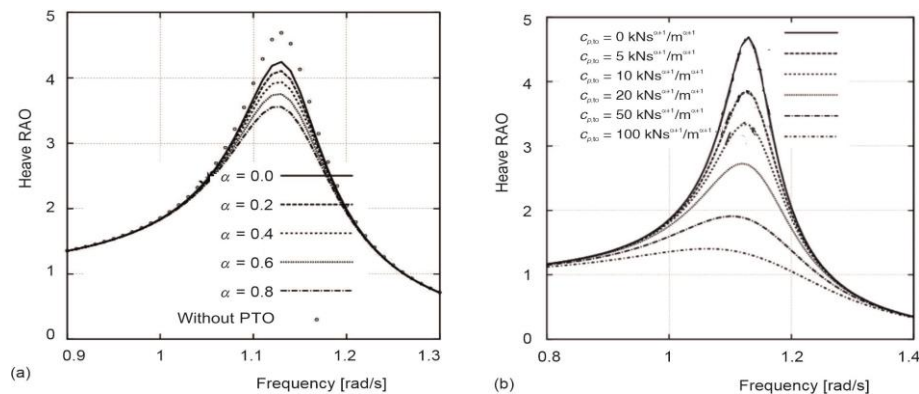 5
4
3
2
1
0
Heave RAO
α = 0.0
α = 0.2
α = 0.4
α = 0.6
α = 0.8
Without PTO
0.9
1
1.1
1.2
1.3
(a)
Frequency [rad/s]
5
4
3
2
1
0
Heave RAO
c_pto = 0 kNs^α+1/m^α+1
c_pto = 5 kNs^α+1/m^α+1
c_pto = 10 kNs^α+1/m^α+1
c_pto = 20 kNs^α+1/m^α+1
c_pto = 50 kNs^α+1/m^α+1
c_pto = 100 kNs^α+1/m^α+1
0.8
1
1.2
1.4
(b)
Frequency [rad/s]